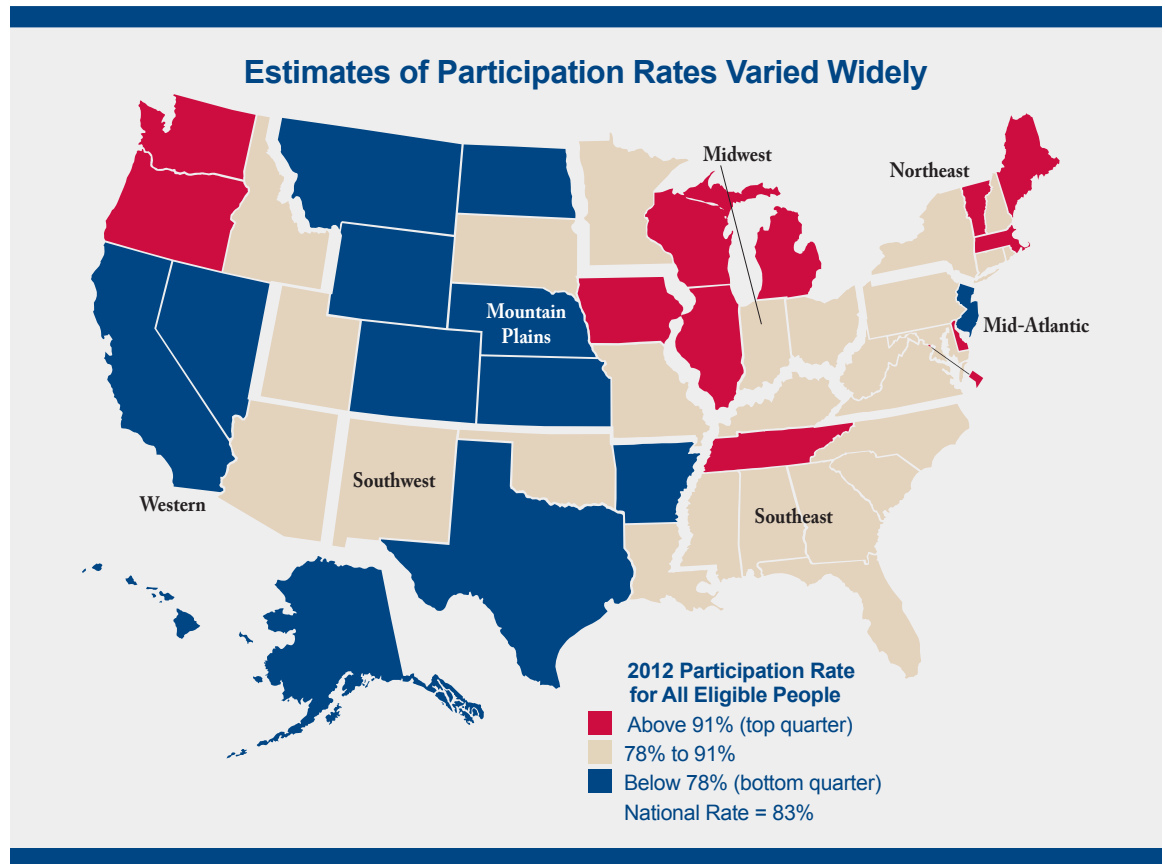 Estimates of Participation Rates Varied Widely
Midwest
Northeast
Mountain
Plains
Mid-Atlantic
Southwest
Western
Southeast
2012 Participation Rate
for All Eligible People
Above 91% (top quarter)
78% to 91%
Below 78% (bottom quarter)
National Rate = 83%